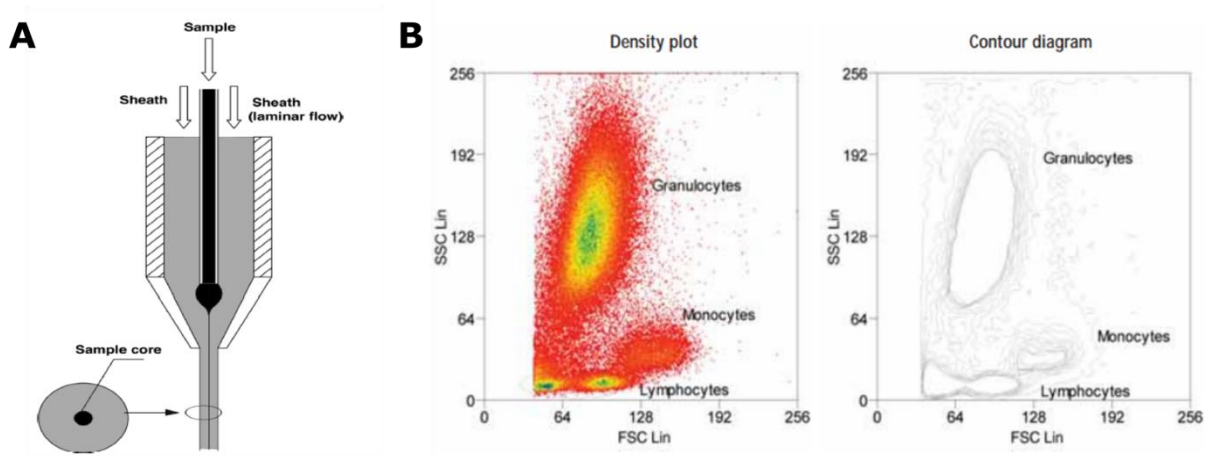 A
Sample
Sheath
Sheath
(laminar flow)
Sample core
B
Density plot
256
192
128
64
0
SSC Lin
Granulocytes
Monocytes
Lymphocytes
0 64 128 192 256
FSC Lin
Contour diagram
256
192
128
64
0
SSC Lin
Granulocytes
Monocytes
Lymphocytes
0 64 128 192 256
FSC Lin